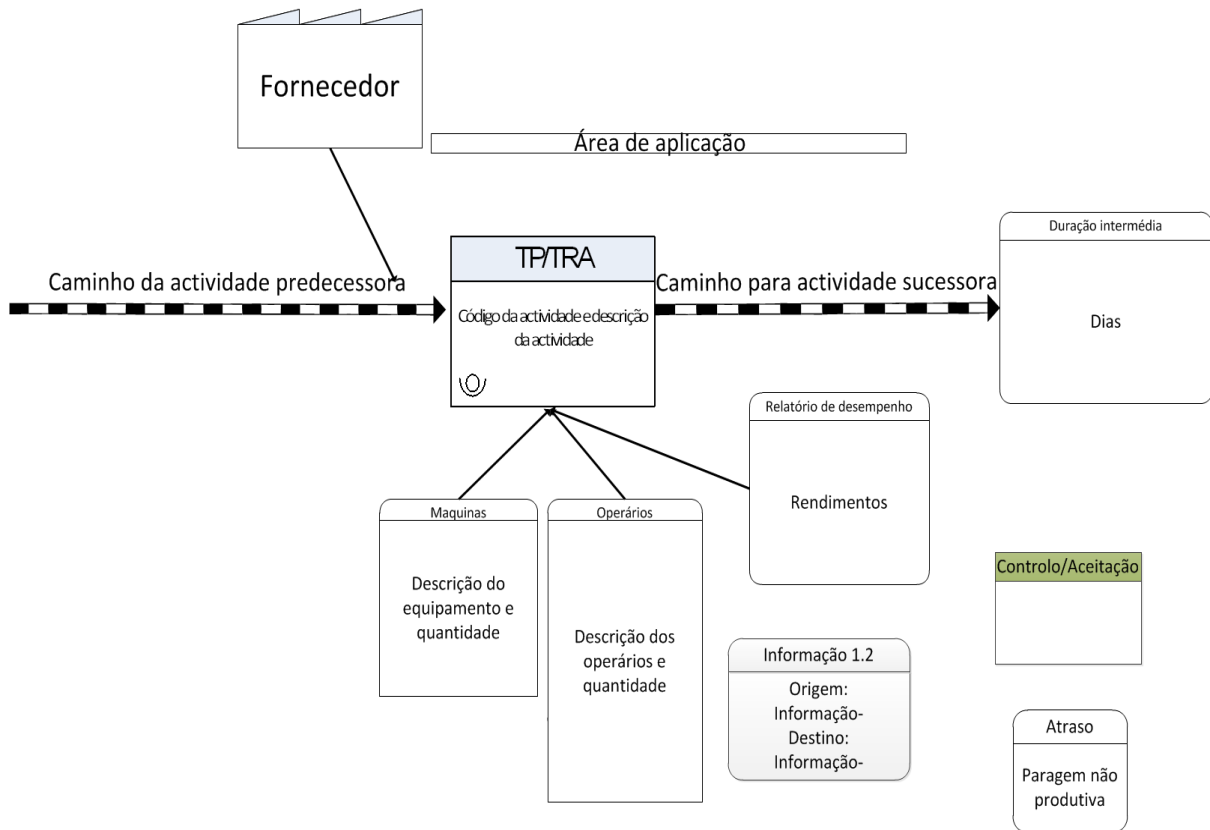 Fornecedor
Área de aplicação
Caminho da actividade predecessora
TP/TRA
Código da actividade e descrição
da actividade
Caminho para actividade sucessora
Duração intermédia
Dias
Relatório de desempenho
Rendimentos
Maquinas
Descrição do
equipamento e
quantidade
Operários
Descrição dos
operários e
quantidade
Informação 1.2
Origem:
Informação-
Destino:
Informação-
Controlo/Aceitação
Atraso
Paragem não
produtiva